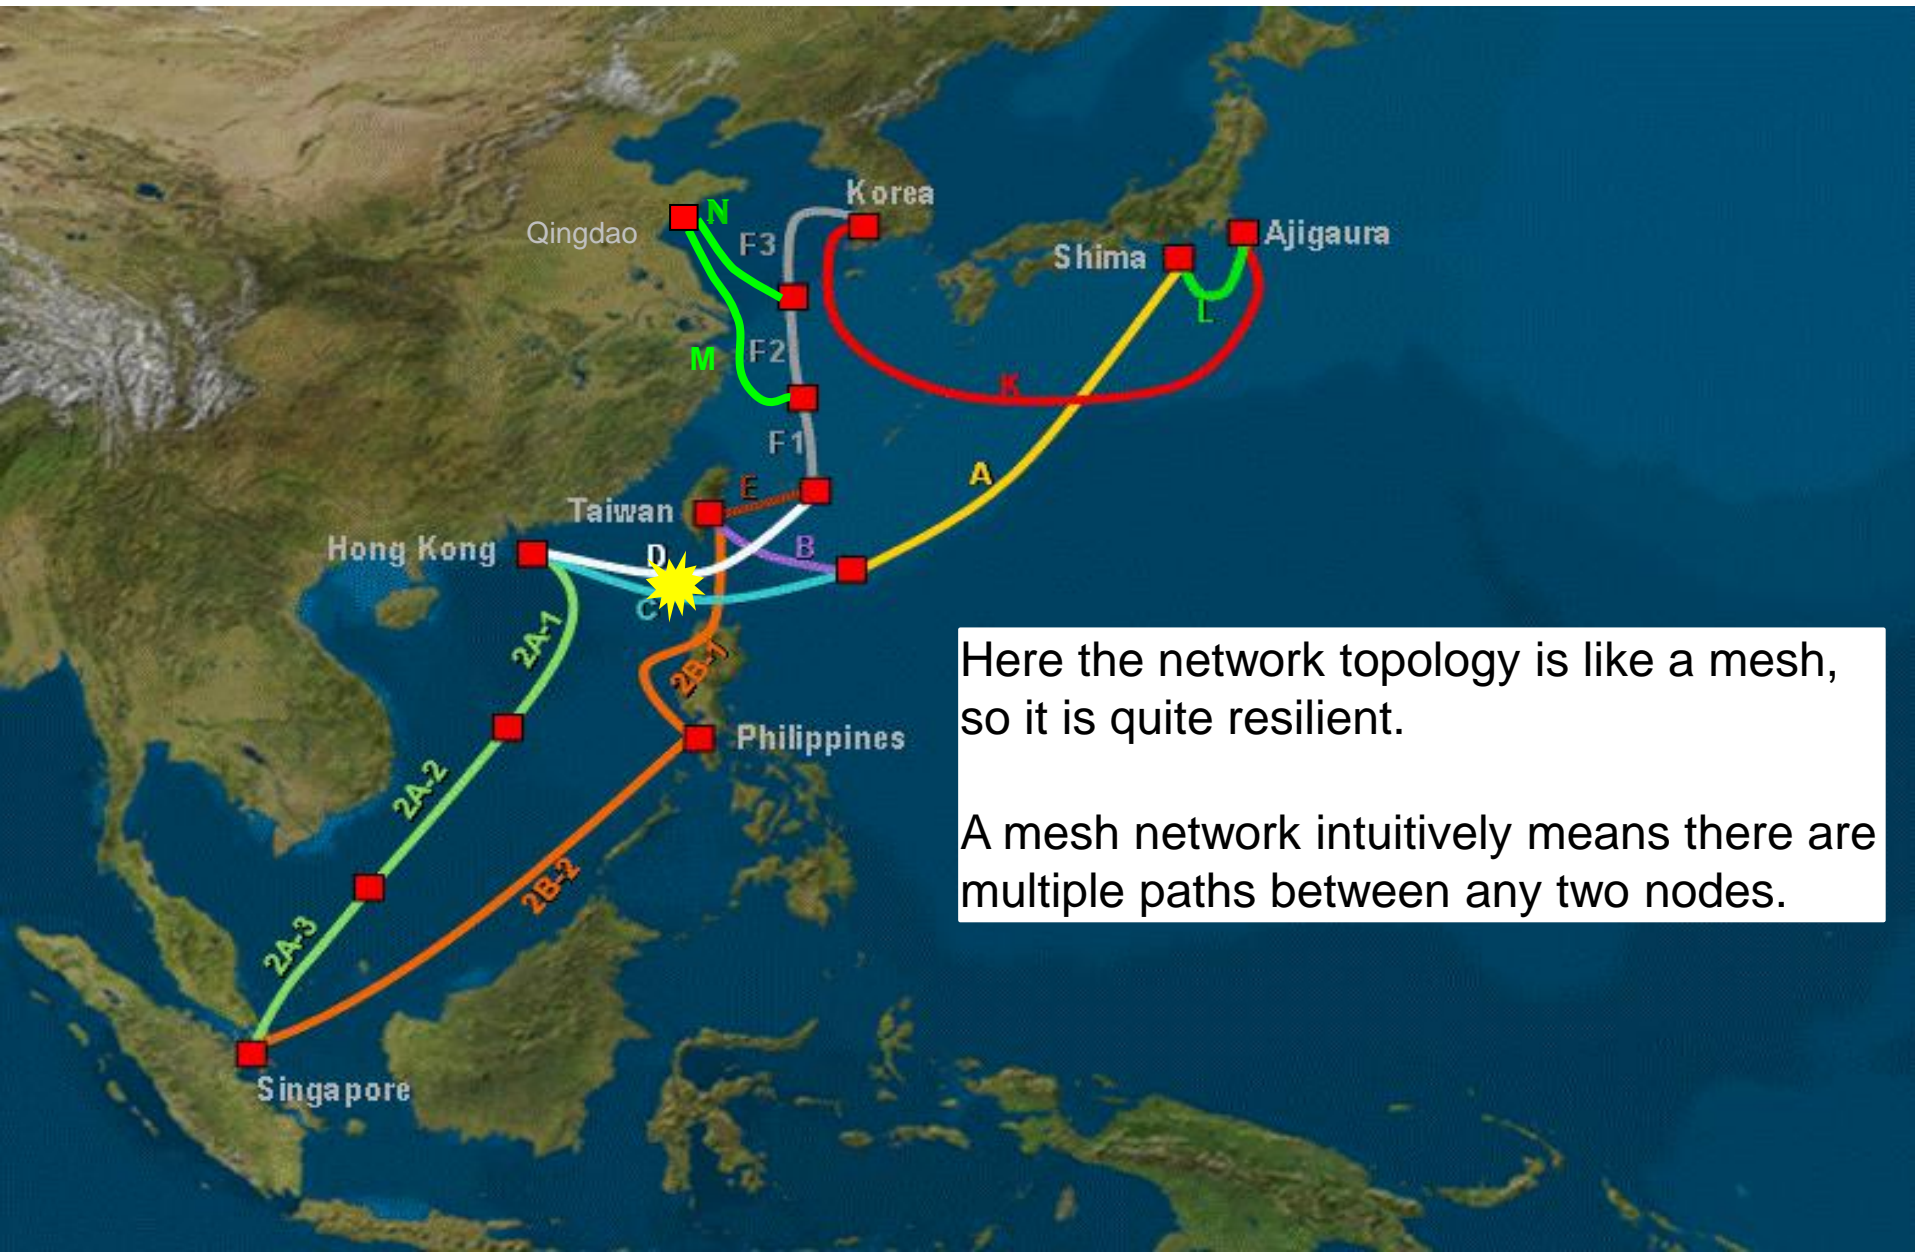 Korea
N
Qingdao
F3
Ajigaura
Shima
L
M
F2
K
F1
A
E
Taiwan
B
Hong Kong
D
C
2A-1
2B-1
Philippines
2A-2
2B-2
2A-3
Singapore
Here the network topology is like a mesh,
so it is quite resilient.
A mesh network intuitively means there are
multiple paths between any two nodes.